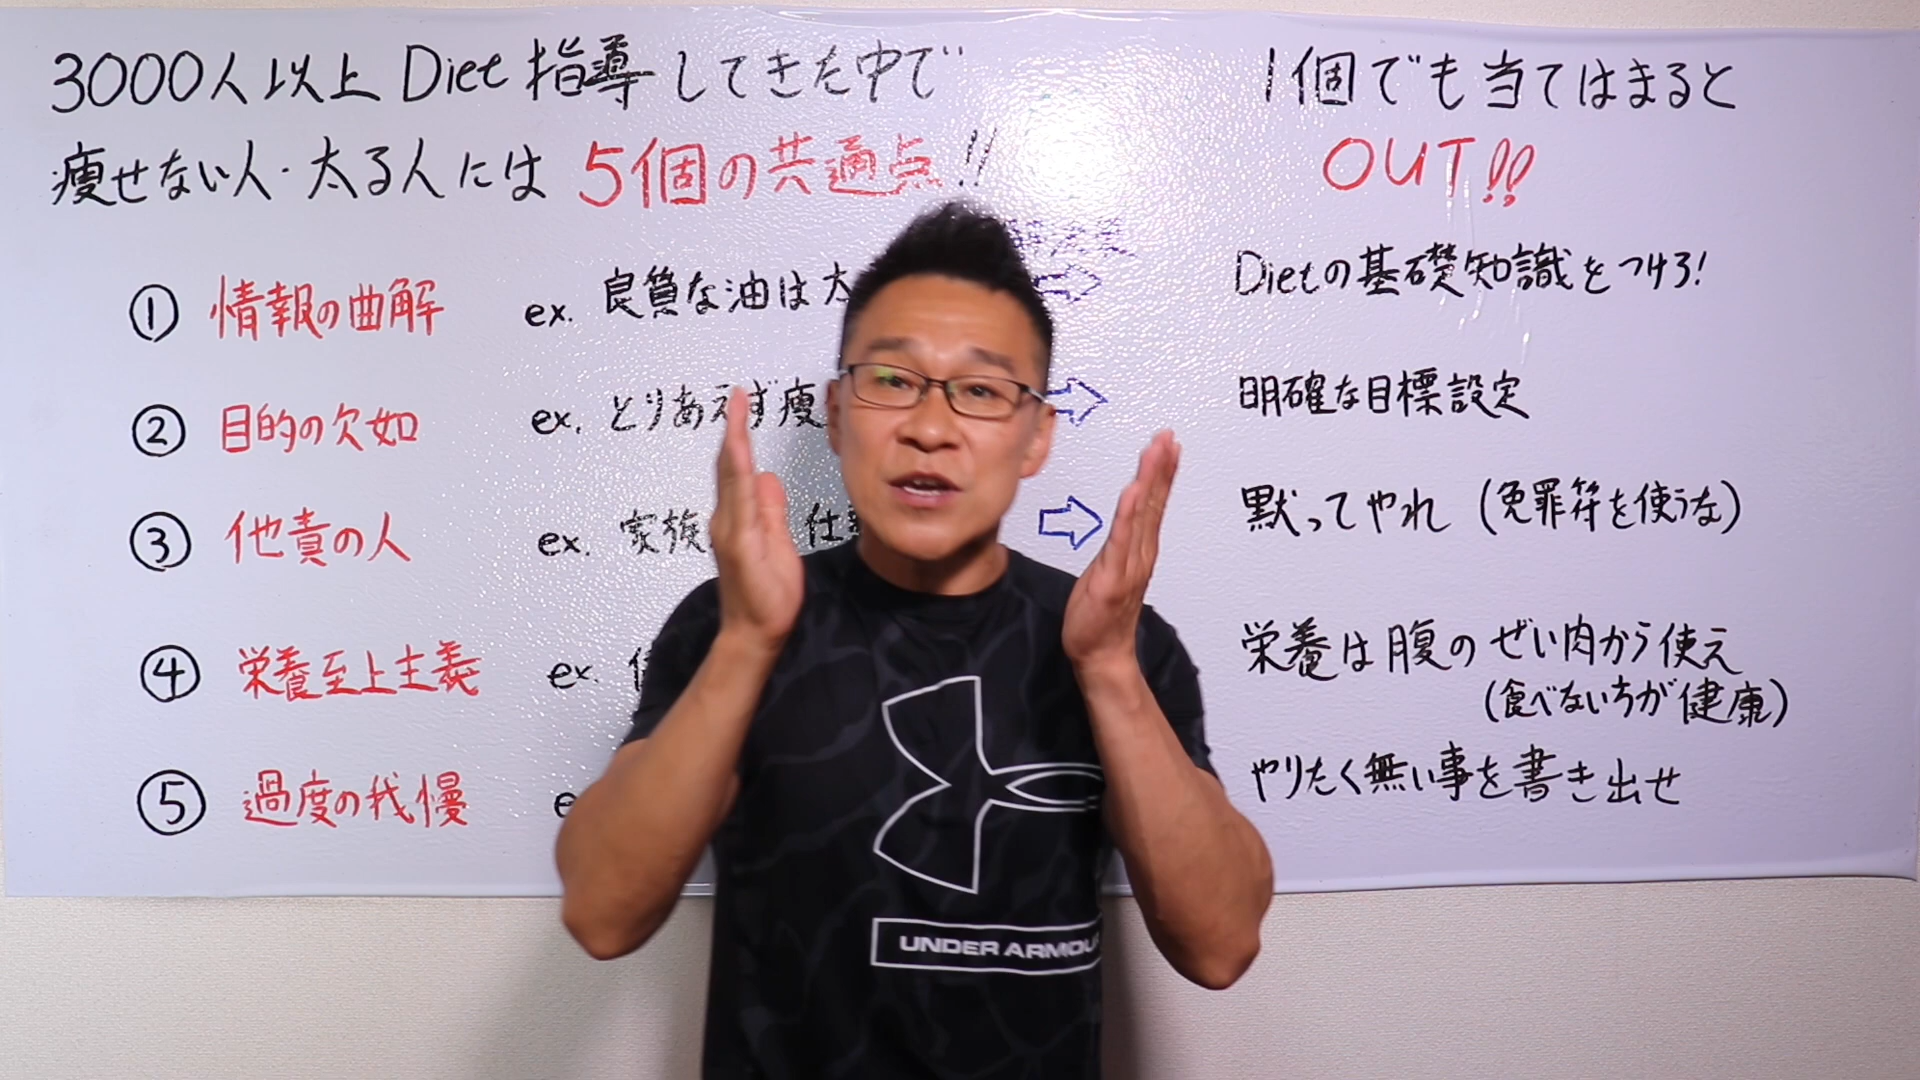 3000人以上 Diet 指導してきた中で
痩せない人・太る人には 5個の共通点!!
1個でも当てはまると
OUT!!
① 情報の曲解 ex. 良質な油は大 ⇨ Dietの基礎知識をつけろ!
② 目的の欠如 ex. とりあえず痩 ⇨ 明確な目標設定
③ 他責の人 ex. 家族 仕事 ⇨ 黙ってやれ (免罪符を使うな)
④ 栄養至上主義 ex. 栄養は腹のぜい肉から使え
(食べないちが健康)
⑤ 過度の我慢 やりたく無い事を書き出せ
UNDER ARMOU